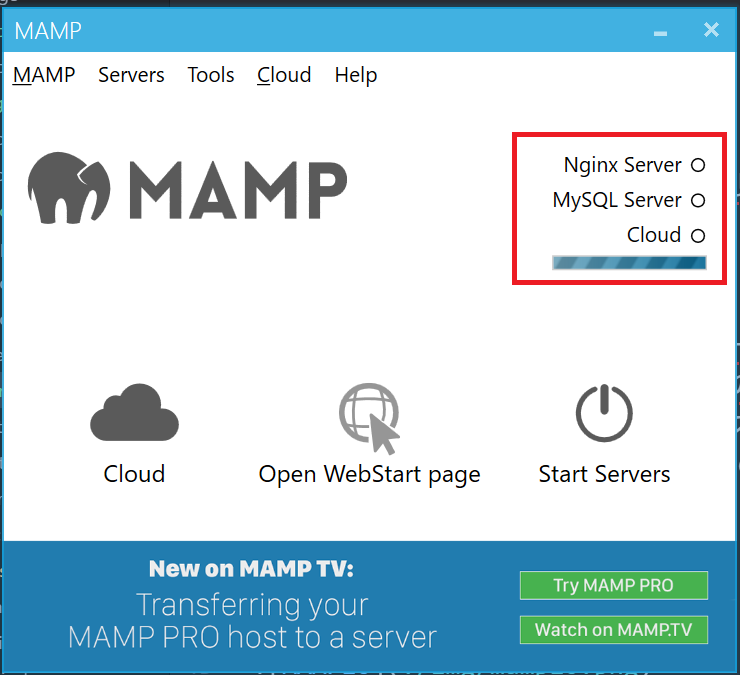 MAMP
MAMP Servers Tools Cloud Help
MAMP
Nginx Server
MySQL Server
Cloud
Cloud
Open WebStart page
Start Servers
New on MAMP TV:
Transferring your
MAMP PRO host to a server
Try MAMP PRO
Watch on MAMP.TV